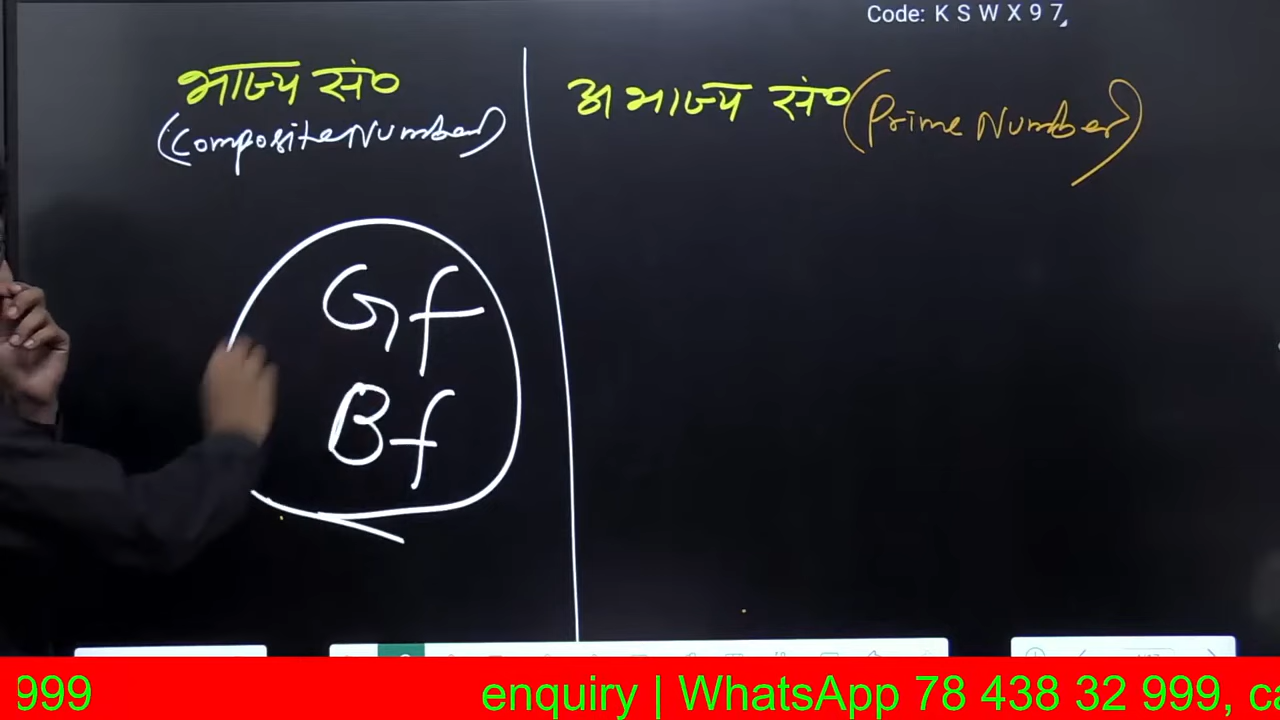 Code: K S W X 9 7
भाज्य सं०
(Composite Number)
अभाज्य सं० (Prime Number)
Gf
Bf
999 enquiry | WhatsApp 78 438 32 999, ca